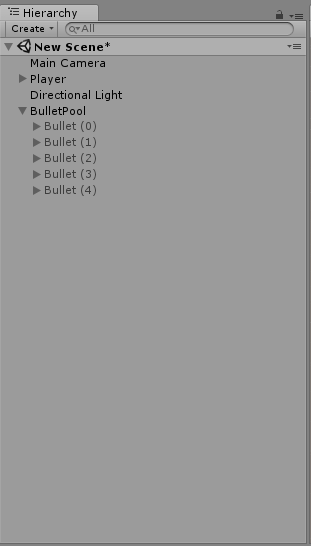 Hierarchy
Create All
New Scene*
Main Camera
Player
Directional Light
BulletPool
Bullet (0)
Bullet (1)
Bullet (2)
Bullet (3)
Bullet (4)